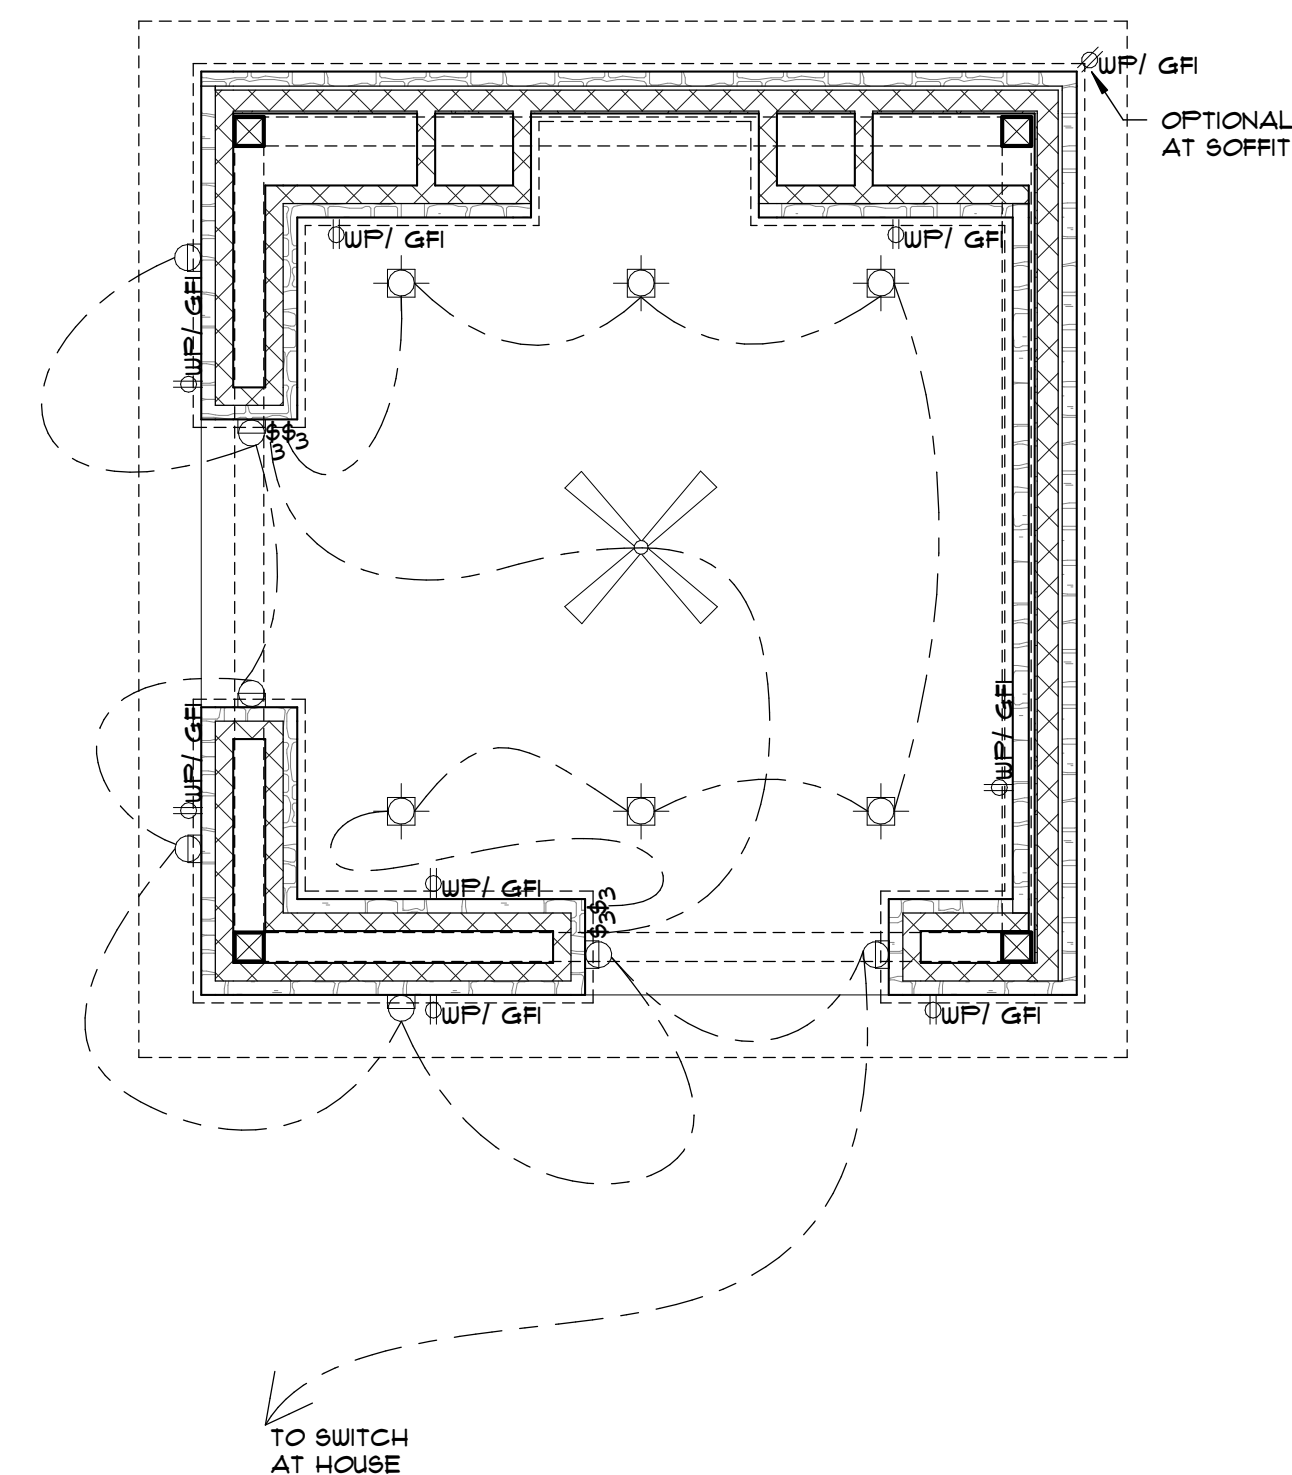 WP/ GFI
OPTIONAL
AT SOFFIT
WP/ GFI
WP/ GFI
WP/ GFI
$$3
3
WP/ GFI
WP/ GFI
WP/ GFI
$3
$3
WP/ GFI
WP/ GFI
TO SWITCH
AT HOUSE